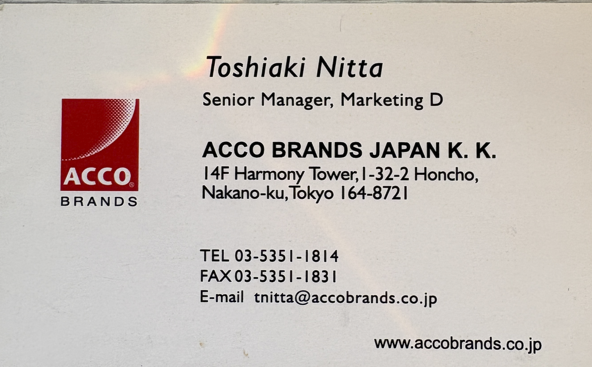 Toshiaki Nitta
Senior Manager, Marketing D
ACCO®
BRANDS
ACCO BRANDS JAPAN K. K.
14F Harmony Tower,1-32-2 Honcho,
Nakano-ku,Tokyo 164-8721
TEL 03-5351-1814
FAX 03-5351-1831
E-mail tnitta@accobrands.co.jp
www.accobrands.co.jp